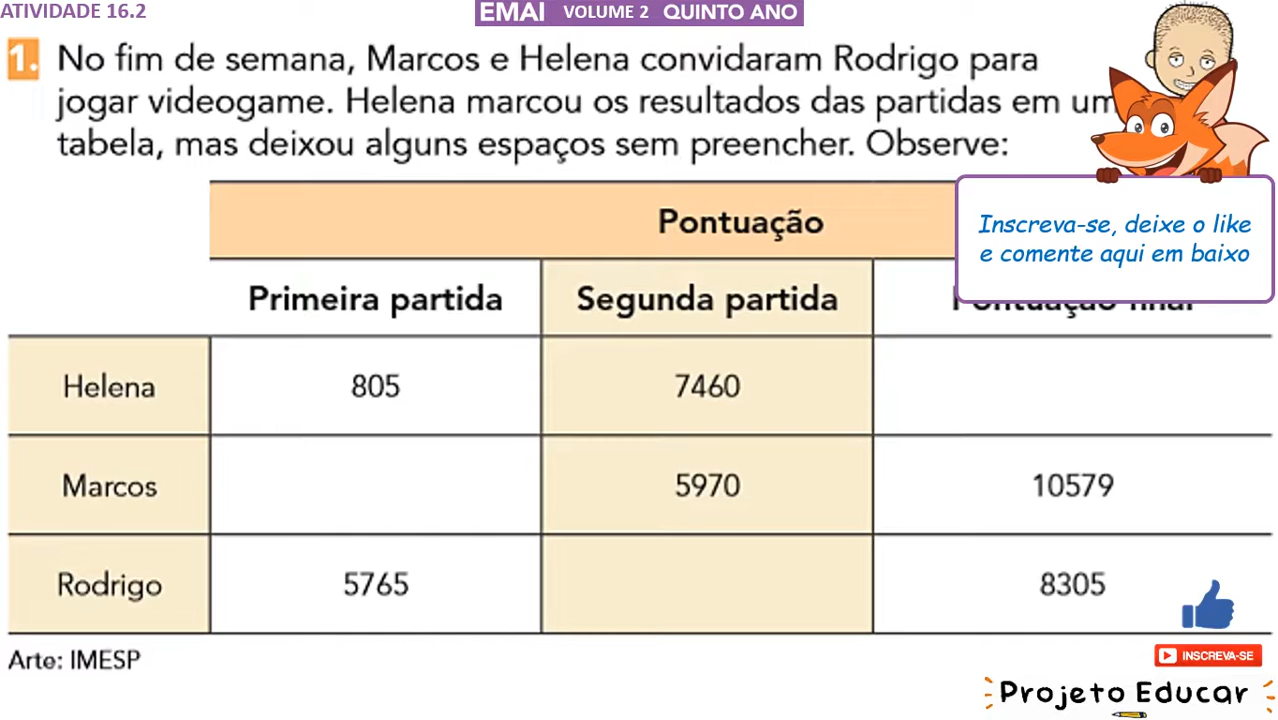 ATIVIDADE 16.2
EMAI VOLUME 2 QUINTO ANO
1. No fim de semana, Marcos e Helena convidaram Rodrigo para
jogar videogame. Helena marcou os resultados das partidas em um
tabela, mas deixou alguns espaços sem preencher. Observe:
Inscreva-se, deixe o like
e comente aqui em baixo
Pontuação
Primeira partida Segunda partida Pontuação final
Helena 805 7460
Marcos 5970 10579
Rodrigo 5765 8305
Arte: IMESP
INSCREVA-SE
Projeto Educar